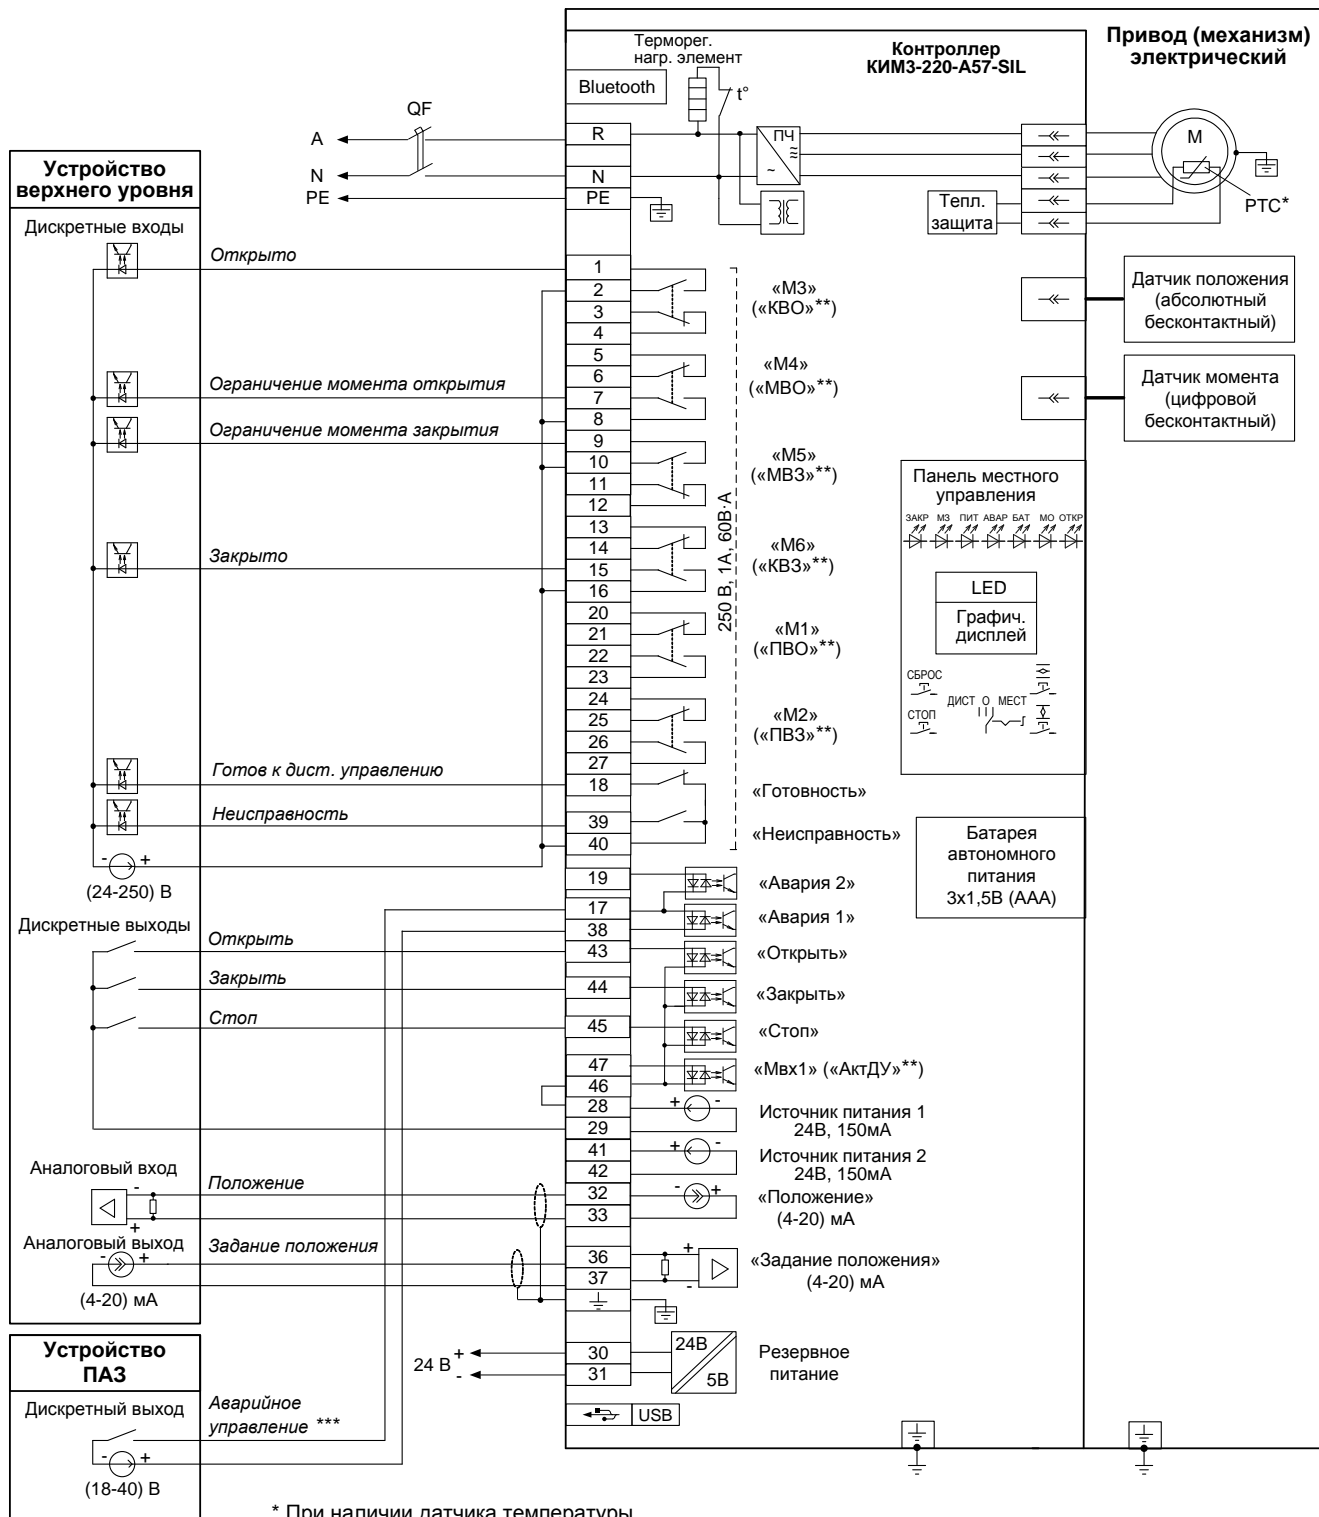 Привод (механизм)
электрический
Контроллер
КИМ3-220-A57-SIL
Терморег.
нагр. элемент
Bluetooth
t°
QF
A
N
PE
R
N
PE
ПЧ
≈
~
Тепл.
защита
M
PTC*
Устройство
верхнего уровня
Дискретные входы
Открыто
Ограничение момента открытия
Ограничение момента закрытия
Закрыто
Готов к дист. управлению
Неисправность
- +
(24-250) В
Дискретные выходы
Открыть
Закрыть
Стоп
Аналоговый вход
-
+
Положение
Аналоговый выход
- +
Задание положения
(4-20) мА
Устройство
ПАЗ
Дискретный выход
Аварийное
управление ***
- +
(18-40) В
1
2
3
4
5
6
7
8
9
10
11
12
13
14
15
16
20
21
22
23
24
25
26
27
18
39
40
19
17
38
43
44
45
47
46
28
29
41
42
32
33
36
37
30
31
24 В
+
-
USB
250 В, 1А, 60В·А
«М3»
(«КВО»**)
«М4»
(«МВО»**)
«М5»
(«МВЗ»**)
«М6»
(«КВЗ»**)
«М1»
(«ПВО»**)
«М2»
(«ПВЗ»**)
«Готовность»
«Неисправность»
«Авария 2»
«Авария 1»
«Открыть»
«Закрыть»
«Стоп»
«Мвх1» («АктДУ»**)
+ -
Источник питания 1
24В, 150мА
+ -
Источник питания 2
24В, 150мА
- +
«Положение»
(4-20) мА
+
-
«Задание положения»
(4-20) мА
24В
5В
Резервное
питание
Датчик положения
(абсолютный
бесконтактный)
Датчик момента
(цифровой
бесконтактный)
Панель местного
управления
ЗАКР МЗ ПИТ АВАР БАТ МО ОТКР
LED
Графич.
дисплей
СБРОС
СТОП
ДИСТ О МЕСТ
Батарея
автономного
питания
3х1,5В (ААА)
* При наличии датчика температуры